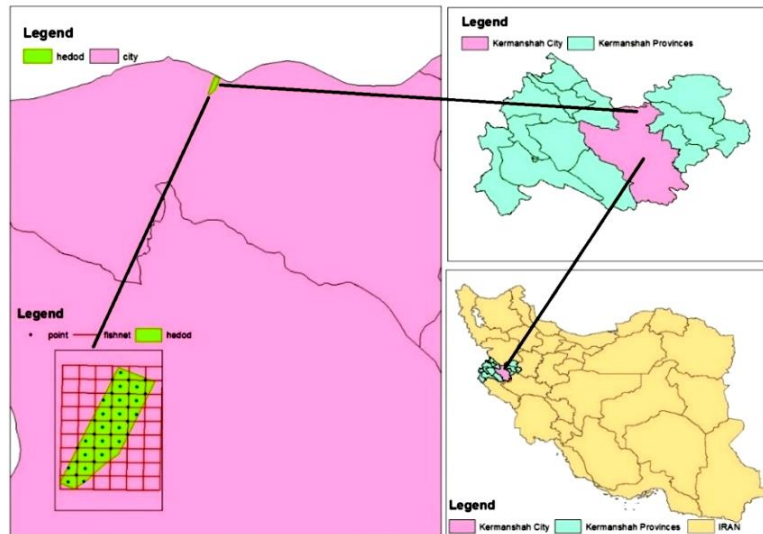 Legend
hedod city
Legend
point fishnet hedod
Legend
Kermanshah City Kermanshah Provinces
Legend
Kermanshah City Kermanshah Provinces IRAN